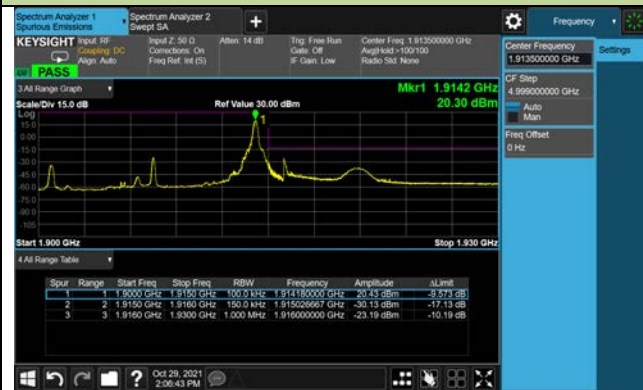 Spectrum Analyzer 1
Spurious Emissions
Spectrum Analyzer 2
Swept SA
Frequency
KEYSIGHT
Input: RF
Coupling: DC
Align: Auto
Input Z: 50 Ω
Corrections: On
Freq Ref: Int (S)
Atten: 14 dB
Trig: Free Run
Gate: Off
IF Gain: Low
Center Freq: 1.913500000 GHz
Avg|Hold:>100/100
Radio Std: None
PASS
Center Frequency
1.913500000 GHz
Settings
CF Step
4.999000000 GHz
Auto
Man
Freq Offset
0 Hz
3 All Range Graph
Mkr1 1.9142 GHz
Scale/Div 15.0 dB
Ref Value 30.00 dBm
20.30 dBm
Log
15.0
0.00
-15.0
-30.0
-45.0
-60.0
-75.0
-90.0
-105
1
Start 1.900 GHz
Stop 1.930 GHz
4 All Range Table
Spur Range Start Freq Stop Freq RBW Frequency Amplitude ΔLimit
1 1 1.9000 GHz 1.9150 GHz 100.0 kHz 1.914180000 GHz 20.43 dBm -9.573 dB
2 2 1.9150 GHz 1.9160 GHz 150.0 kHz 1.915026667 GHz -30.13 dBm -17.13 dB
3 3 1.9160 GHz 1.9300 GHz 1.000 MHz 1.916000000 GHz -23.19 dBm -10.19 dB
Oct 29, 2021
2:06:43 PM